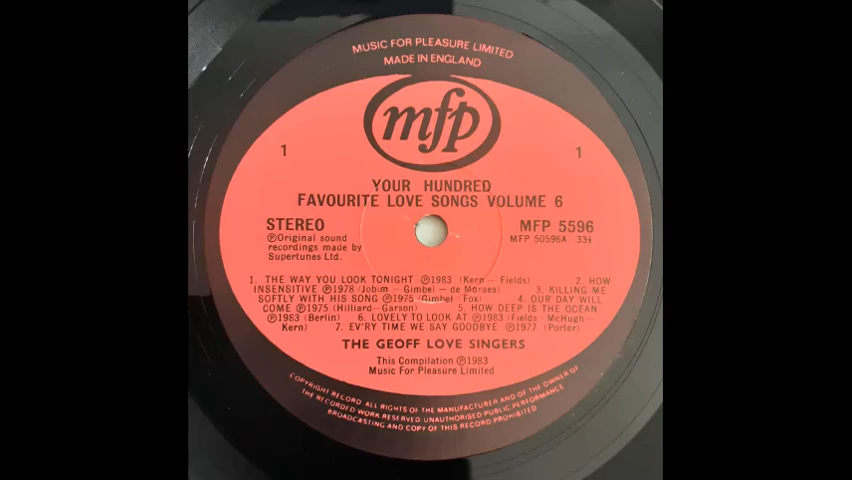 MUSIC FOR PLEASURE LIMITED
MADE IN ENGLAND
mfp
1 1
YOUR HUNDRED
FAVOURITE LOVE SONGS VOLUME 6
STEREO MFP 5596
℗Original sound MFP 50596A 33⅓
recordings made by
Supertunes Ltd.
1. THE WAY YOU LOOK TONIGHT ℗1983 (Kern – Fields) 2. HOW
INSENSITIVE ℗1978 (Jobim – Gimbel – de Moraes) 3. KILLING ME
SOFTLY WITH HIS SONG ℗1975 (Gimbel Fox) 4. OUR DAY WILL
COME ℗1975 (Hilliard–Garson) 5. HOW DEEP IS THE OCEAN
℗1983 (Berlin) 6. LOVELY TO LOOK AT ℗1983 (Fields – McHugh –
Kern) 7. EV'RY TIME WE SAY GOODBYE ℗1977 (Porter)
THE GEOFF LOVE SINGERS
This Compilation ℗1983
Music For Pleasure Limited
COPYRIGHT RECORD ALL RIGHTS OF THE MANUFACTURER AND OF THE OWNER OF
THE RECORDED WORK RESERVED UNAUTHORISED PUBLIC PERFORMANCE
BROADCASTING AND COPY OF THIS RECORD PROHIBITED